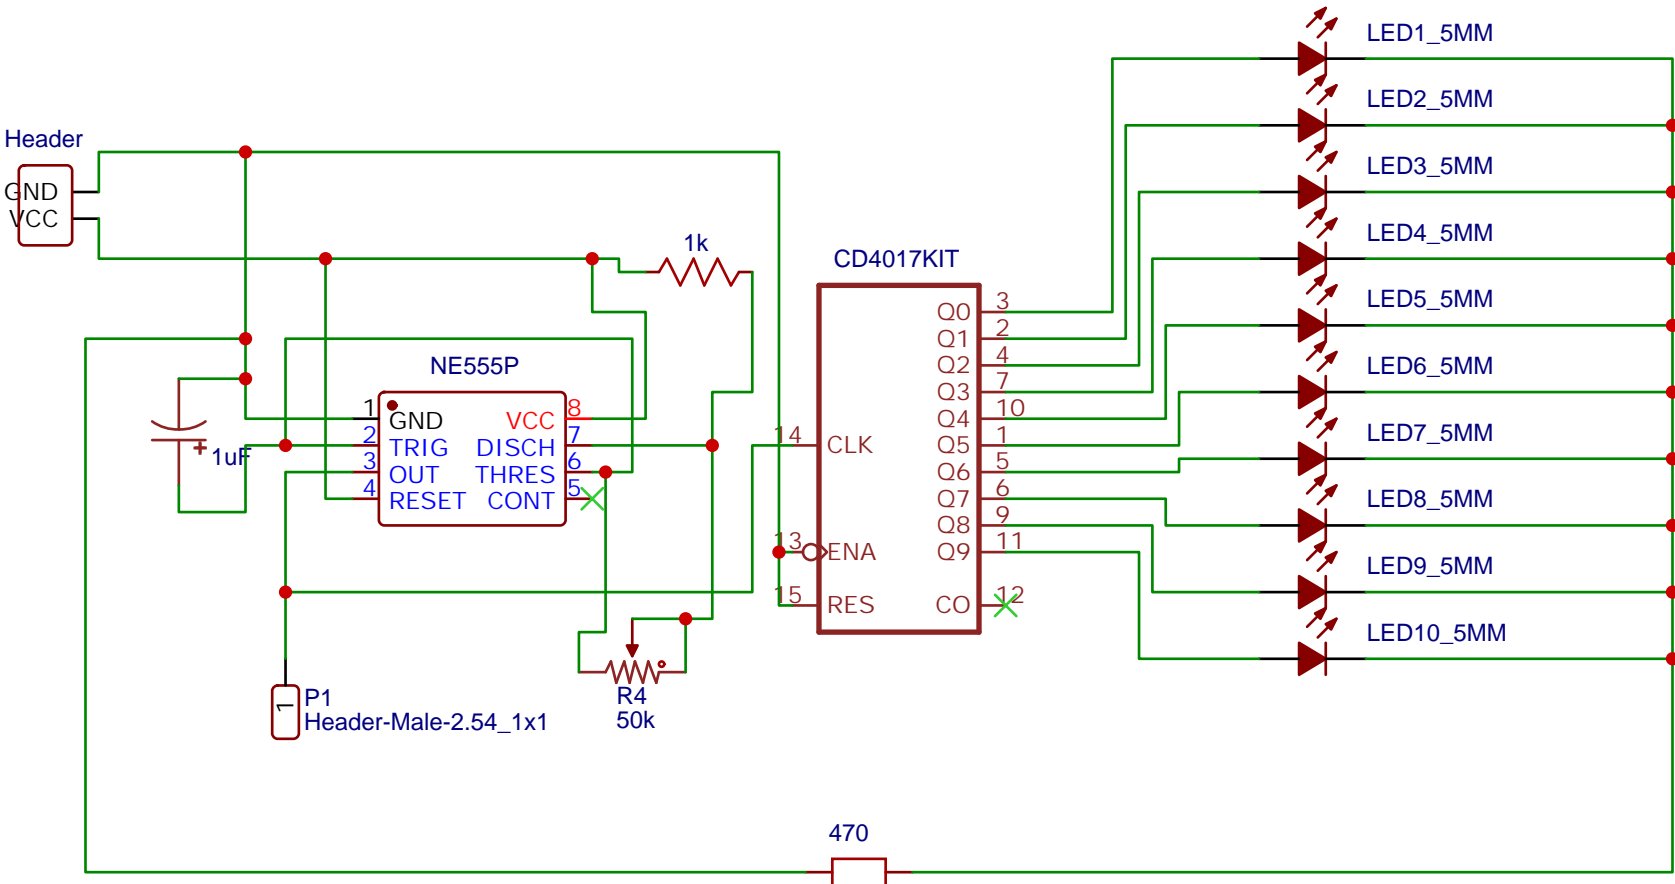 Header
GND
VCC
1k
NE555P
1 GND
2 TRIG
3 OUT
4 RESET
VCC 8
DISCH 7
THRES 6
CONT 5
1uF
P1
Header-Male-2.54_1x1
1
R4
50k
CD4017KIT
14 CLK
13 ENA
15 RES
Q0 3
Q1 2
Q2 4
Q3 7
Q4 10
Q5 1
Q6 5
Q7 6
Q8 9
Q9 11
CO 12
LED1_5MM
LED2_5MM
LED3_5MM
LED4_5MM
LED5_5MM
LED6_5MM
LED7_5MM
LED8_5MM
LED9_5MM
LED10_5MM
470